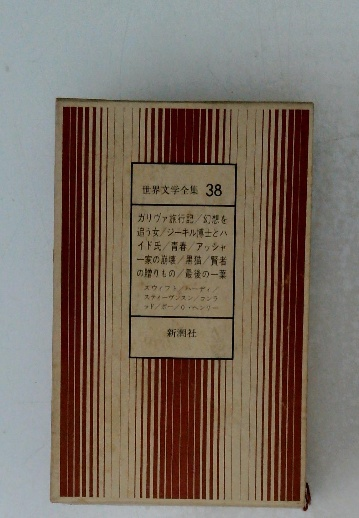 世界文学全集 38
ガリヴァ旅行記／幻想を
追う女／ジーキル博士とハ
イド氏／青春／アッシャ
ー家の崩壊／黒猫／賢者
の贈りもの／最後の一葉
スウィフト／ハーディ／
スティーヴンスン／コンラ
ッド／ポー／O・ヘンリー
新潮社